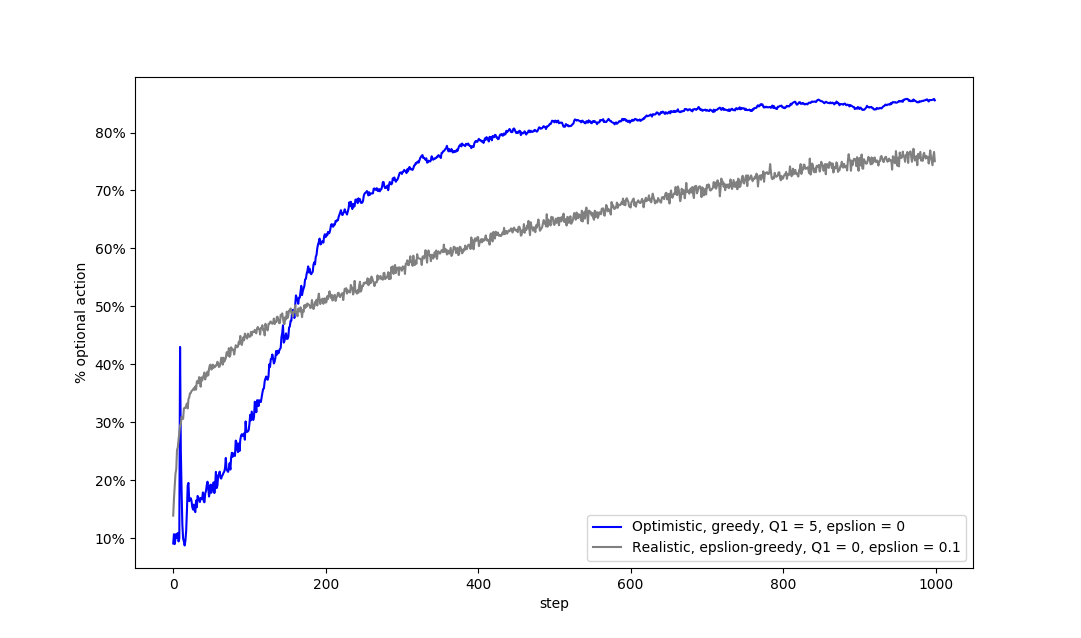 80%
70%
60%
50%
40%
30%
20%
10%
% optional action
Optimistic, greedy, Q1 = 5, epslion = 0
Realistic, epslion-greedy, Q1 = 0, epslion = 0.1
0 200 400 600 800 1000
step